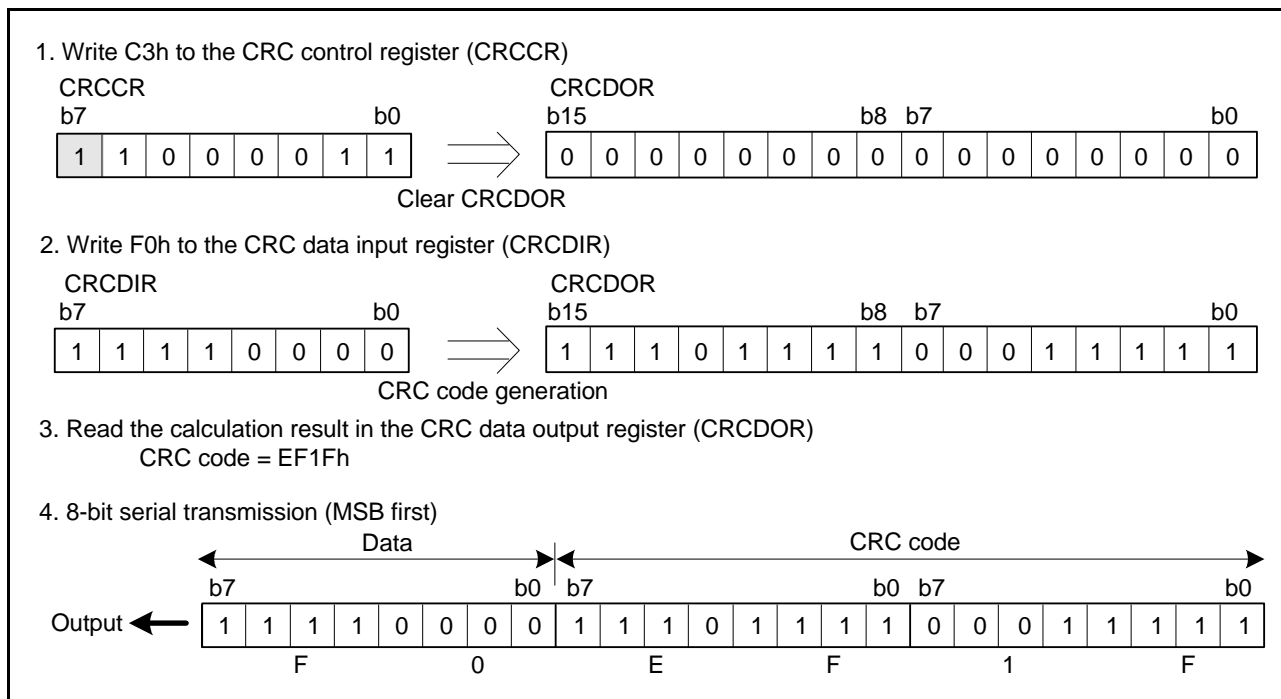 1. Write C3h to the CRC control register (CRCCR)
CRCCR CRCDOR
b7 b0 b15 b8 b7 b0
1 1 0 0 0 0 1 1 0 0 0 0 0 0 0 0 0 0 0 0 0 0 0 0
Clear CRCDOR
2. Write F0h to the CRC data input register (CRCDIR)
CRCDIR CRCDOR
b7 b0 b15 b8 b7 b0
1 1 1 1 0 0 0 0 1 1 1 0 1 1 1 1 0 0 0 1 1 1 1 1
CRC code generation
3. Read the calculation result in the CRC data output register (CRCDOR)
CRC code = EF1Fh
4. 8-bit serial transmission (MSB first)
Data CRC code
b7 b0 b7 b0 b7 b0
Output 1 1 1 1 0 0 0 0 1 1 1 0 1 1 1 1 0 0 0 1 1 1 1 1
F 0 E F 1 F